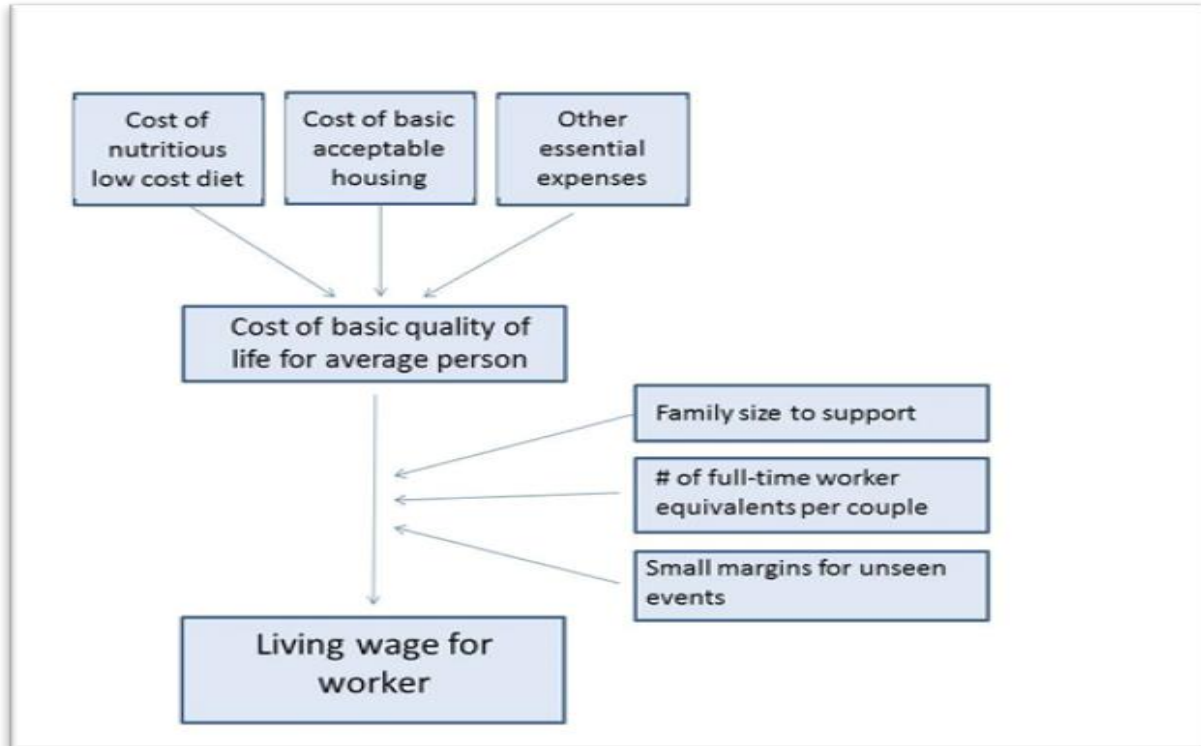 Cost of
nutritious
low cost diet
Cost of basic
acceptable
housing
Other
essential
expenses
Cost of basic quality of
life for average person
Family size to support
# of full-time worker
equivalents per couple
Small margins for unseen
events
Living wage for
worker